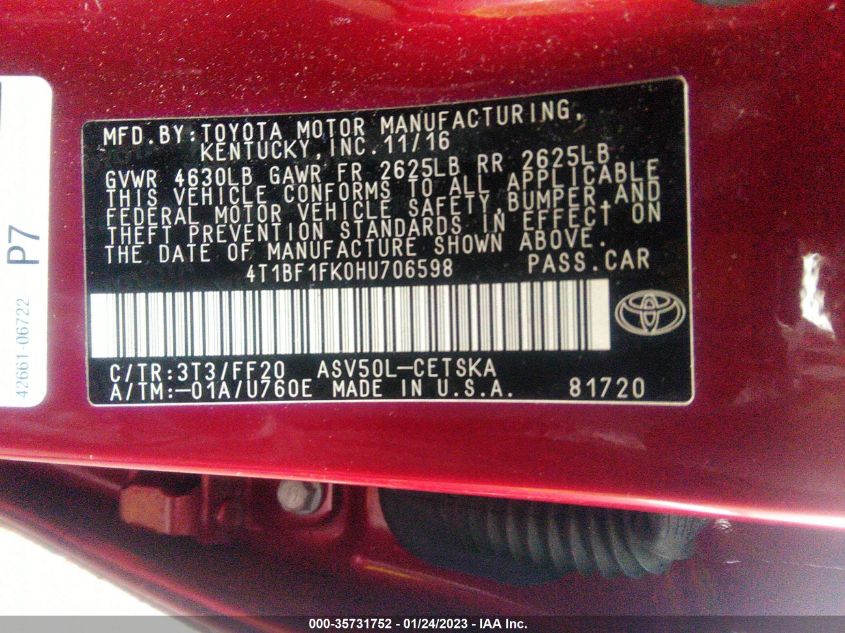 MFD.BY:TOYOTA MOTOR MANUFACTURING,
KENTUCKY,INC.11/16
GVWR 4630LB GAWR FR 2625LB RR 2625LB
THIS VEHICLE CONFORMS TO ALL APPLICABLE
FEDERAL MOTOR VEHICLE SAFETY,BUMPER,AND
THEFT PREVENTION STANDARDS IN EFFECT ON
THE DATE OF MANUFACTURE SHOWN ABOVE.
4T1BF1FK0HU706598 PASS.CAR
C/TR:3T3/FF20 ASV50L-CETSKA
A/TM:-01A/U760E MADE IN U.S.A. 81720
P7
42661-06722
000-35731752 - 01/24/2023 - IAA Inc.